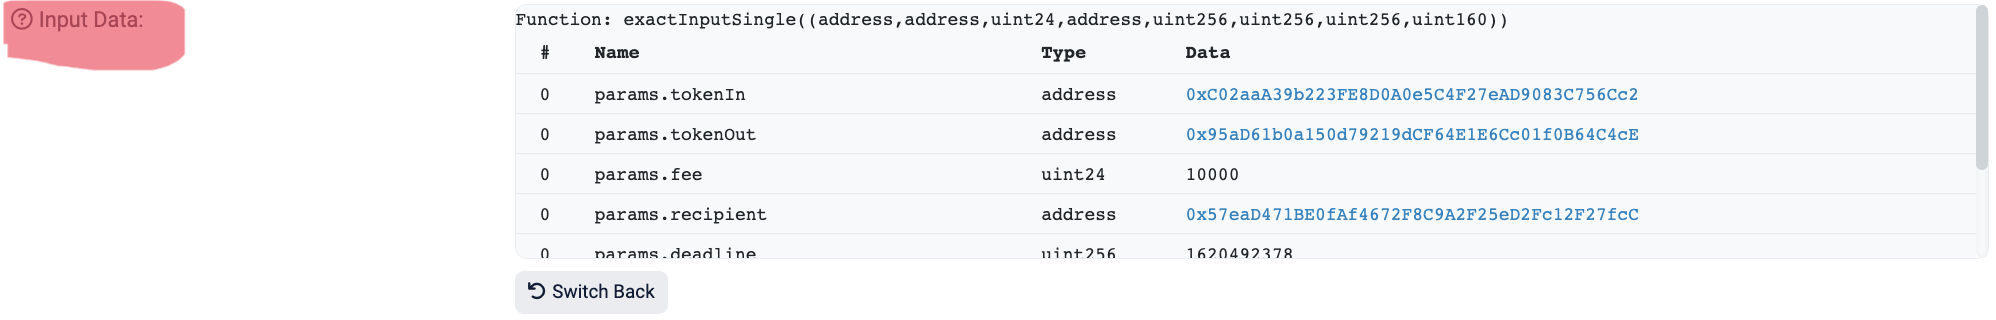 Input Data:
Function: exactInputSingle((address,address,uint24,address,uint256,uint256,uint256,uint160))
# Name Type Data
0 params.tokenIn address 0xC02aaA39b223FE8D0A0e5C4F27eAD9083C756Cc2
0 params.tokenOut address 0x95aD61b0a150d79219dCF64E1E6Cc01f0B64C4cE
0 params.fee uint24 10000
0 params.recipient address 0x57eaD471BE0fAf4672F8C9A2F25eD2Fc12F27fcC
0 params.deadline uint256 1620492378
Switch Back